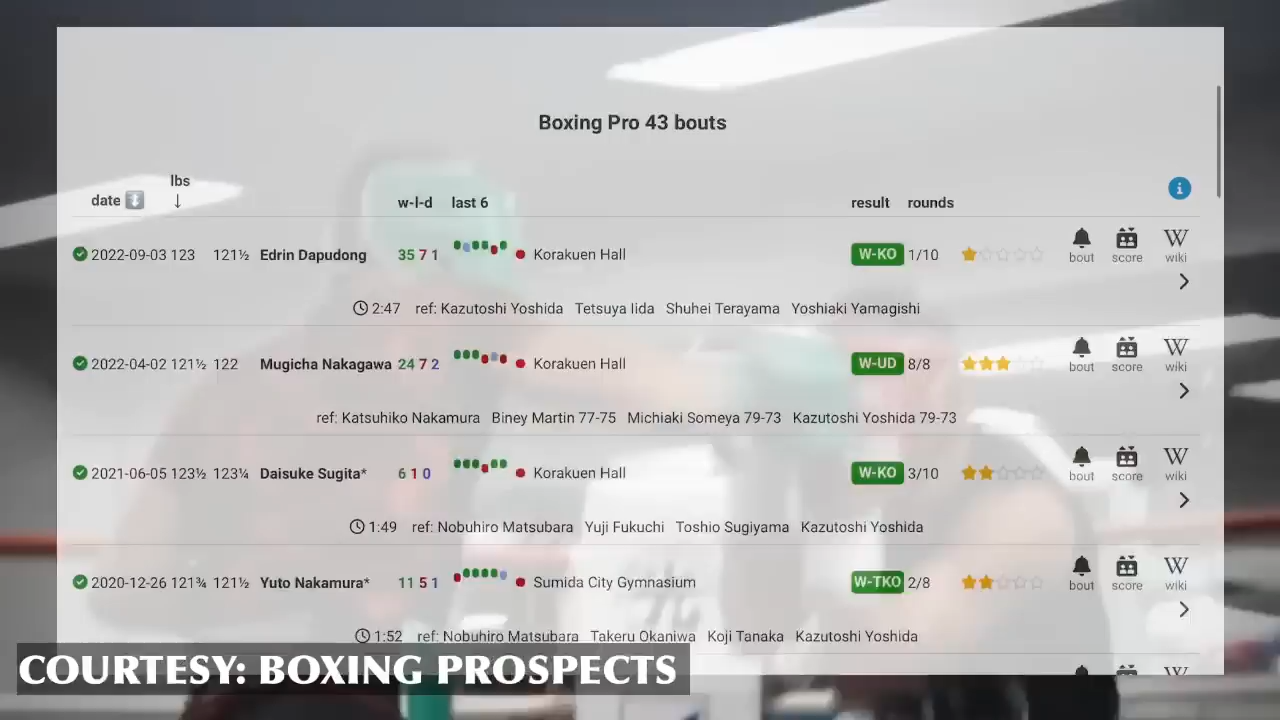 Boxing Pro 43 bouts
lbs
date ↓
w-l-d last 6 result rounds
2022-09-03 123 121½ Edrin Dapudong 35 7 1 Korakuen Hall W-KO 1/10
bout score wiki
2:47 ref: Kazutoshi Yoshida Tetsuya Iida Shuhei Terayama Yoshiaki Yamagishi
2022-04-02 121½ 122 Mugicha Nakagawa 24 7 2 Korakuen Hall W-UD 8/8
bout score wiki
ref: Katsuhiko Nakamura Biney Martin 77-75 Michiaki Someya 79-73 Kazutoshi Yoshida 79-73
2021-06-05 123½ 123¼ Daisuke Sugita* 6 1 0 Korakuen Hall W-KO 3/10
bout score wiki
1:49 ref: Nobuhiro Matsubara Yuji Fukuchi Toshio Sugiyama Kazutoshi Yoshida
2020-12-26 121¾ 121½ Yuto Nakamura* 11 5 1 Sumida City Gymnasium W-TKO 2/8
bout score wiki
1:52 ref: Nobuhiro Matsubara Takeru Okaniwa Koji Tanaka Kazutoshi Yoshida
COURTESY: BOXING PROSPECTS